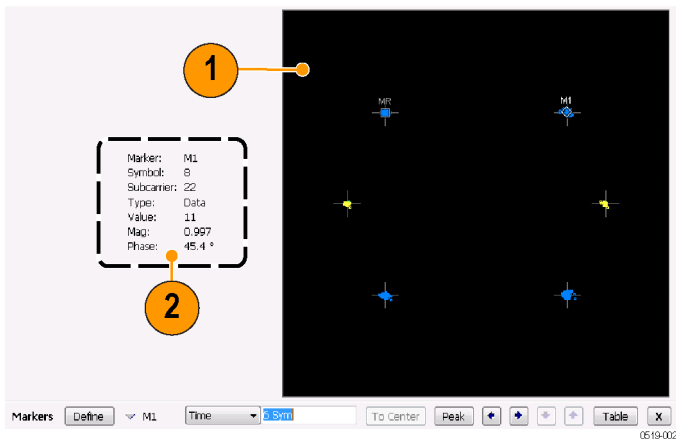 1
MR
M1
Marker: M1
Symbol: 8
Subcarrier: 22
Type: Data
Value: 11
Mag: 0.997
Phase: 45.4 °
2
Markers Define M1 Time 5 Sym To Center Peak Table X
0519-002